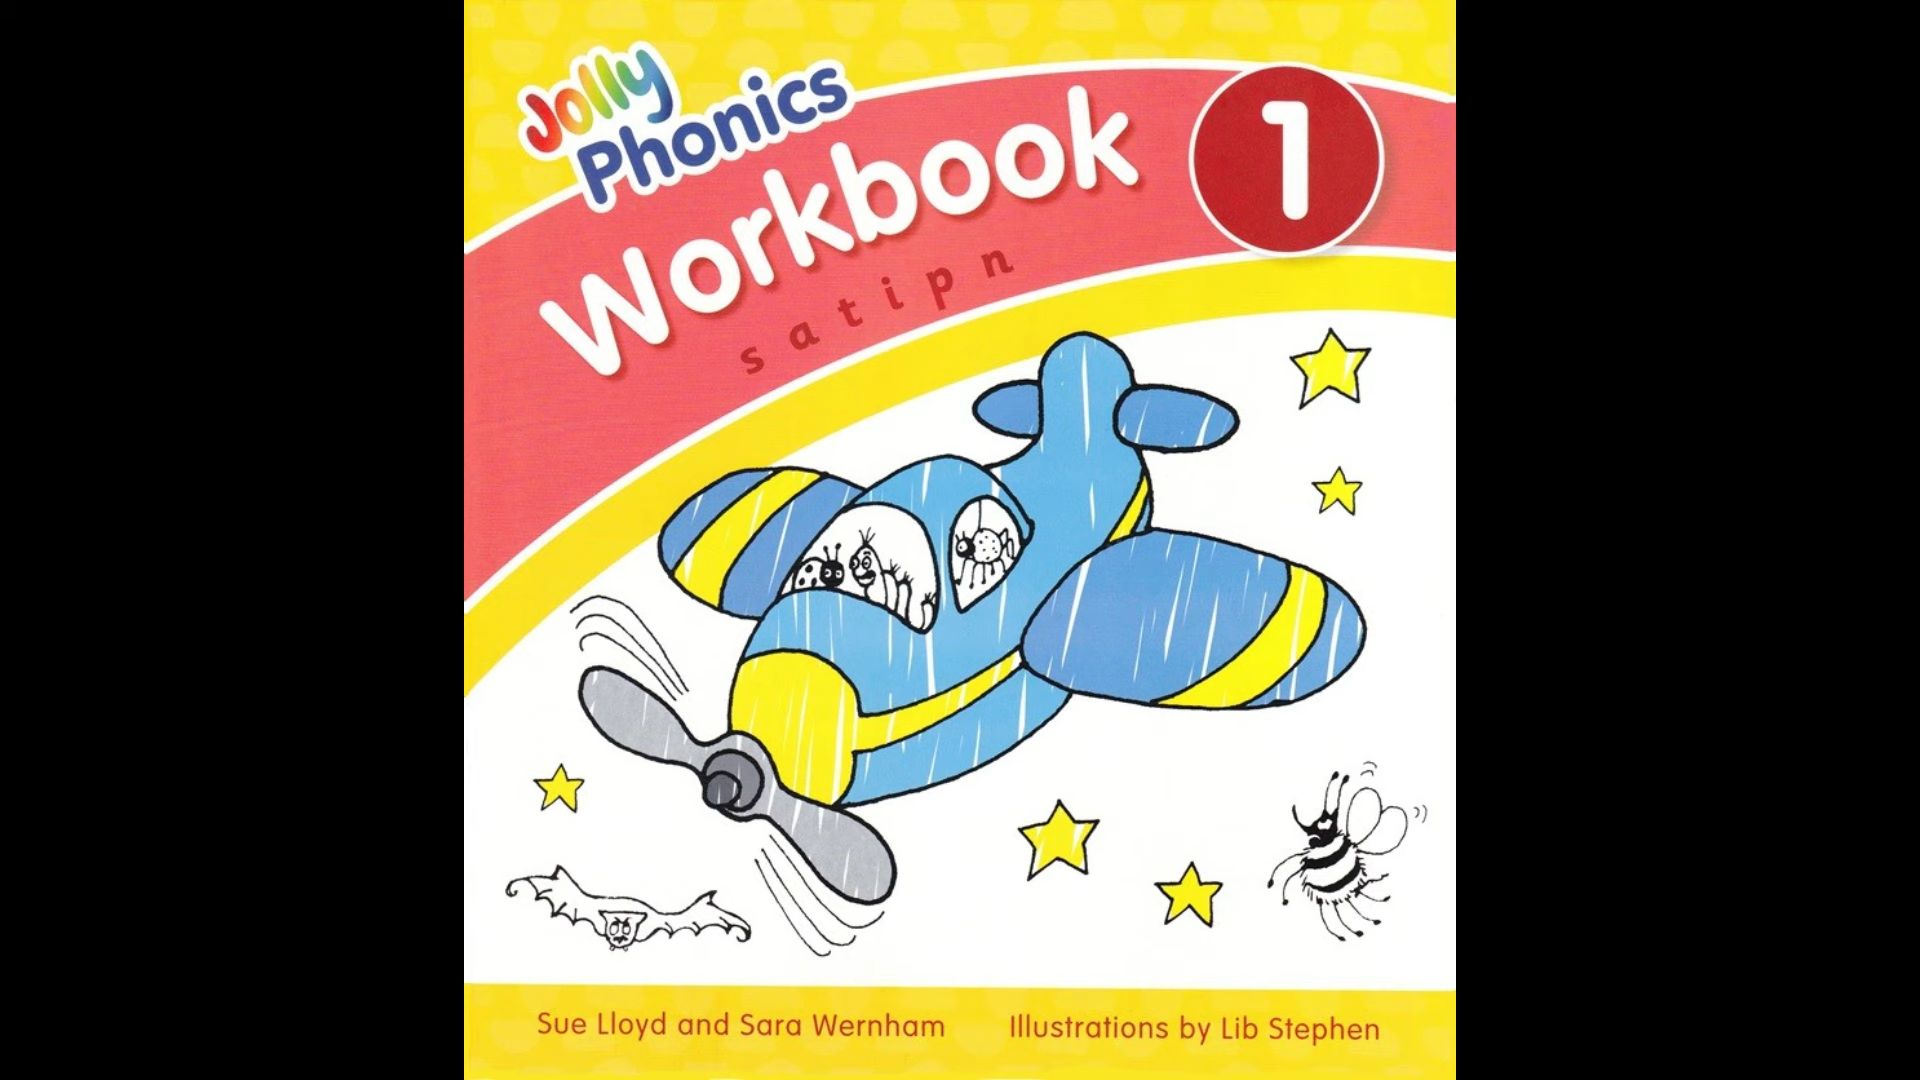 Jolly
Phonics
Workbook 1
s a t i p n
Sue Lloyd and Sara Wernham
Illustrations by Lib Stephen